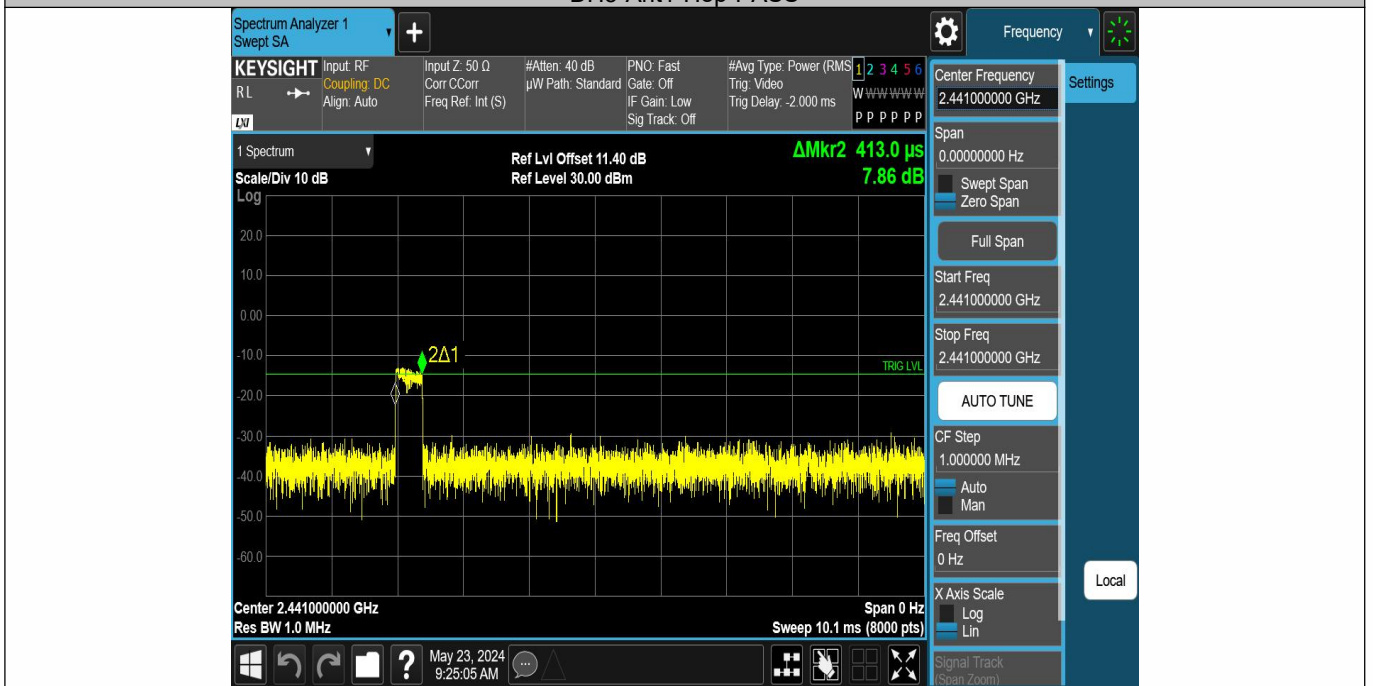 Spectrum Analyzer 1
Swept SA
+
Frequency
KEYSIGHT
RL
LXI
Input: RF
Coupling: DC
Align: Auto
Input Z: 50 Ω
Corr CCorr
Freq Ref: Int (S)
#Atten: 40 dB
µW Path: Standard
PNO: Fast
Gate: Off
IF Gain: Low
Sig Track: Off
#Avg Type: Power (RMS
Trig: Video
Trig Delay: -2.000 ms
1 2 3 4 5 6
W W W W W W
P P P P P P
Center Frequency
2.441000000 GHz
Settings
1 Spectrum
Scale/Div 10 dB
Ref Lvl Offset 11.40 dB
Ref Level 30.00 dBm
ΔMkr2 413.0 µs
7.86 dB
Log
20.0
10.0
0.00
-10.0
-20.0
-30.0
-40.0
-50.0
-60.0
2Δ1
TRIG LVL
Center 2.441000000 GHz
Res BW 1.0 MHz
Span 0 Hz
Sweep 10.1 ms (8000 pts)
Span
0.00000000 Hz
Swept Span
Zero Span
Full Span
Start Freq
2.441000000 GHz
Stop Freq
2.441000000 GHz
AUTO TUNE
CF Step
1.000000 MHz
Auto
Man
Freq Offset
0 Hz
X Axis Scale
Log
Lin
Signal Track
(Span Zoom)
Local
?
May 23, 2024
9:25:05 AM